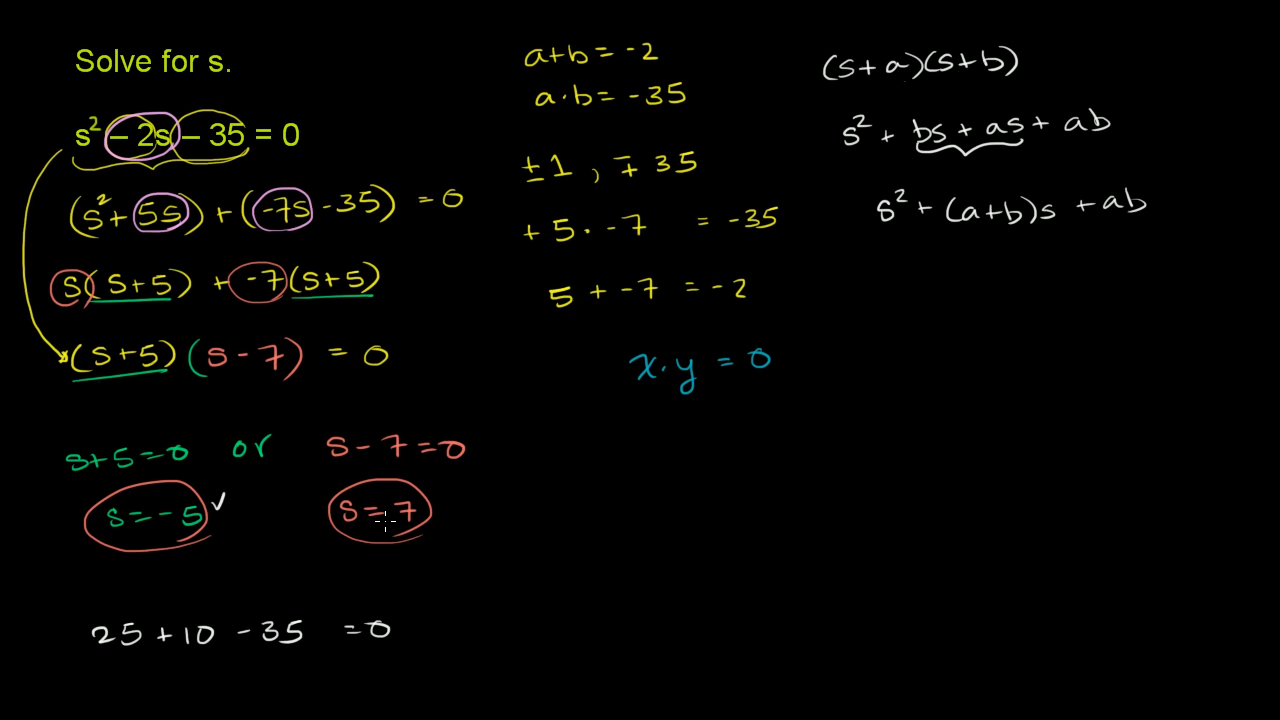 Solve for s.
s² – 2s – 35 = 0
(s² + 5s) + (-7s - 35) = 0
s(s+5) + -7(s+5)
(s+5)(s-7) = 0
s+5=0 or s-7=0
s=-5 ✓ s=7
25+10-35 =0
a+b=-2
a·b=-35
±1, ∓35
+5·-7 = -35
5 + -7 = -2
x·y = 0
(s+a)(s+b)
s² + bs + as + ab
s² + (a+b)s + ab